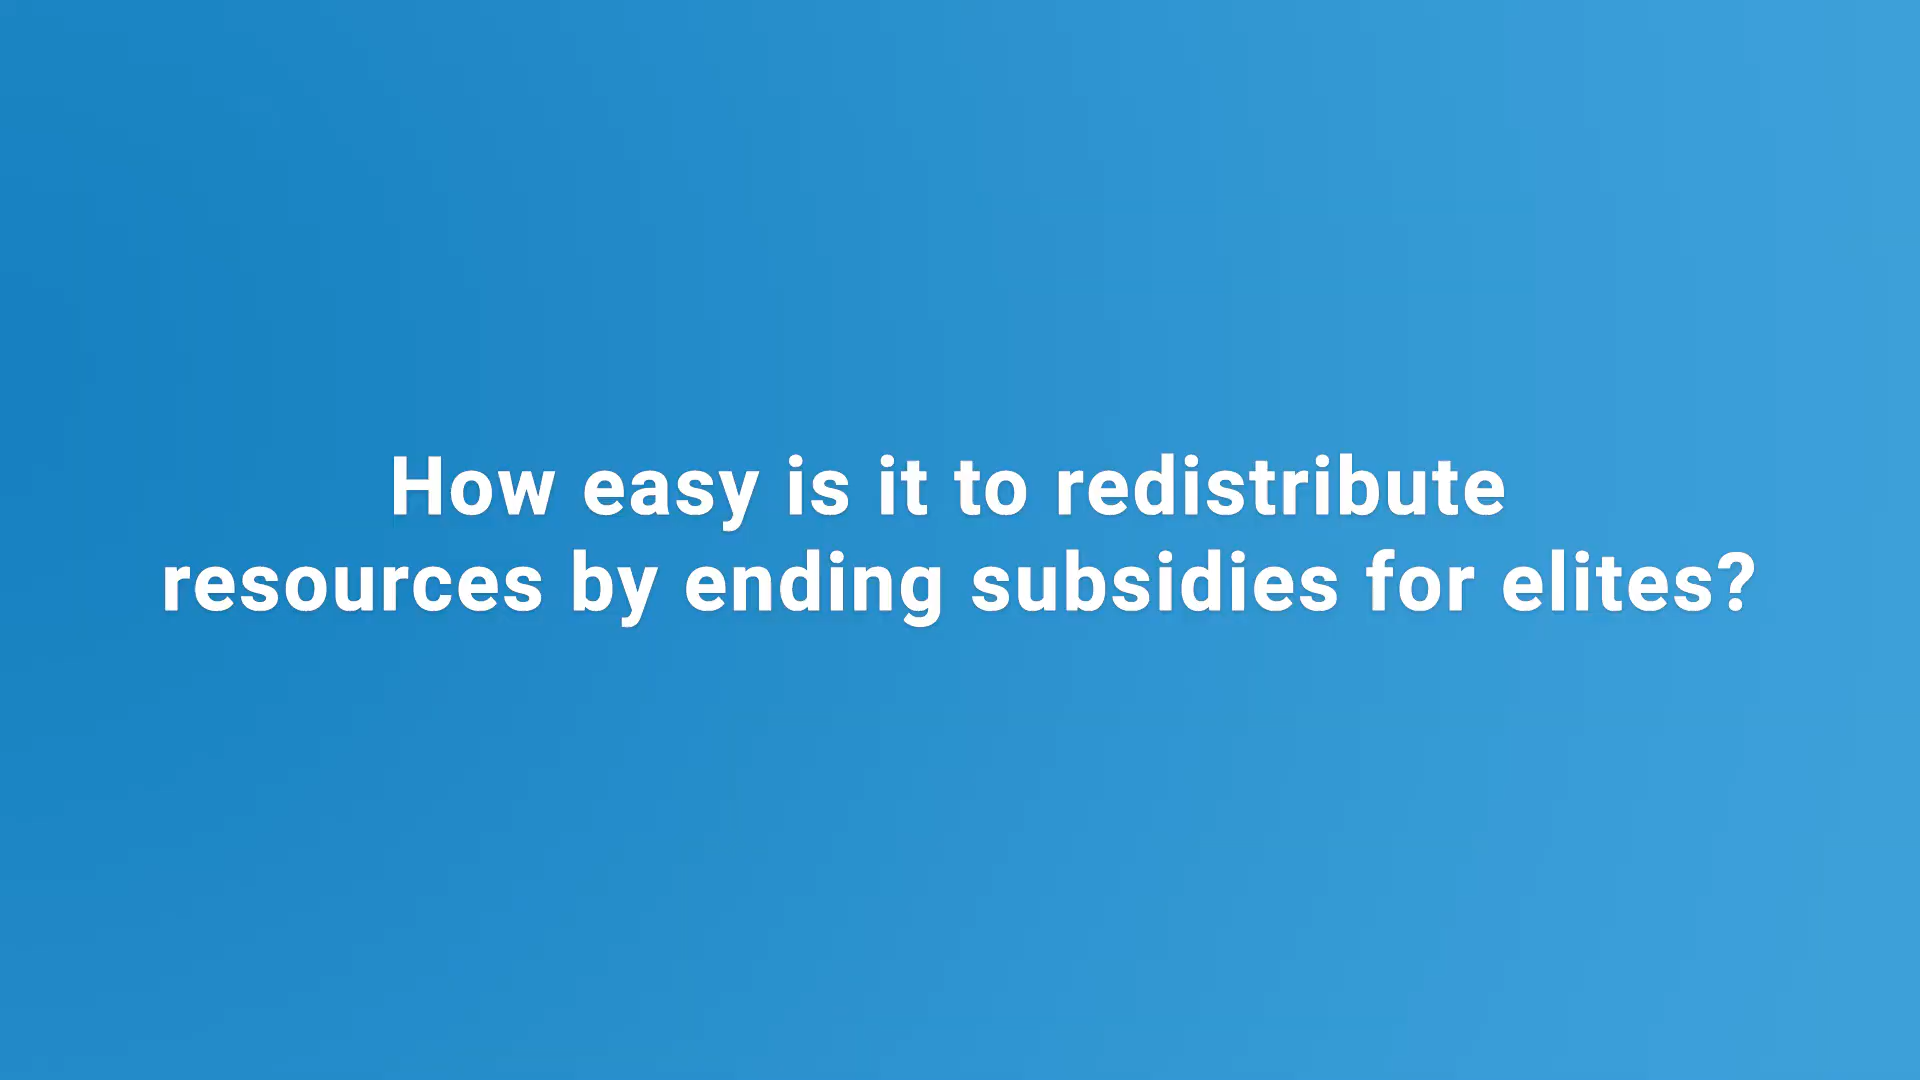 How easy is it to redistribute
resources by ending subsidies for elites?